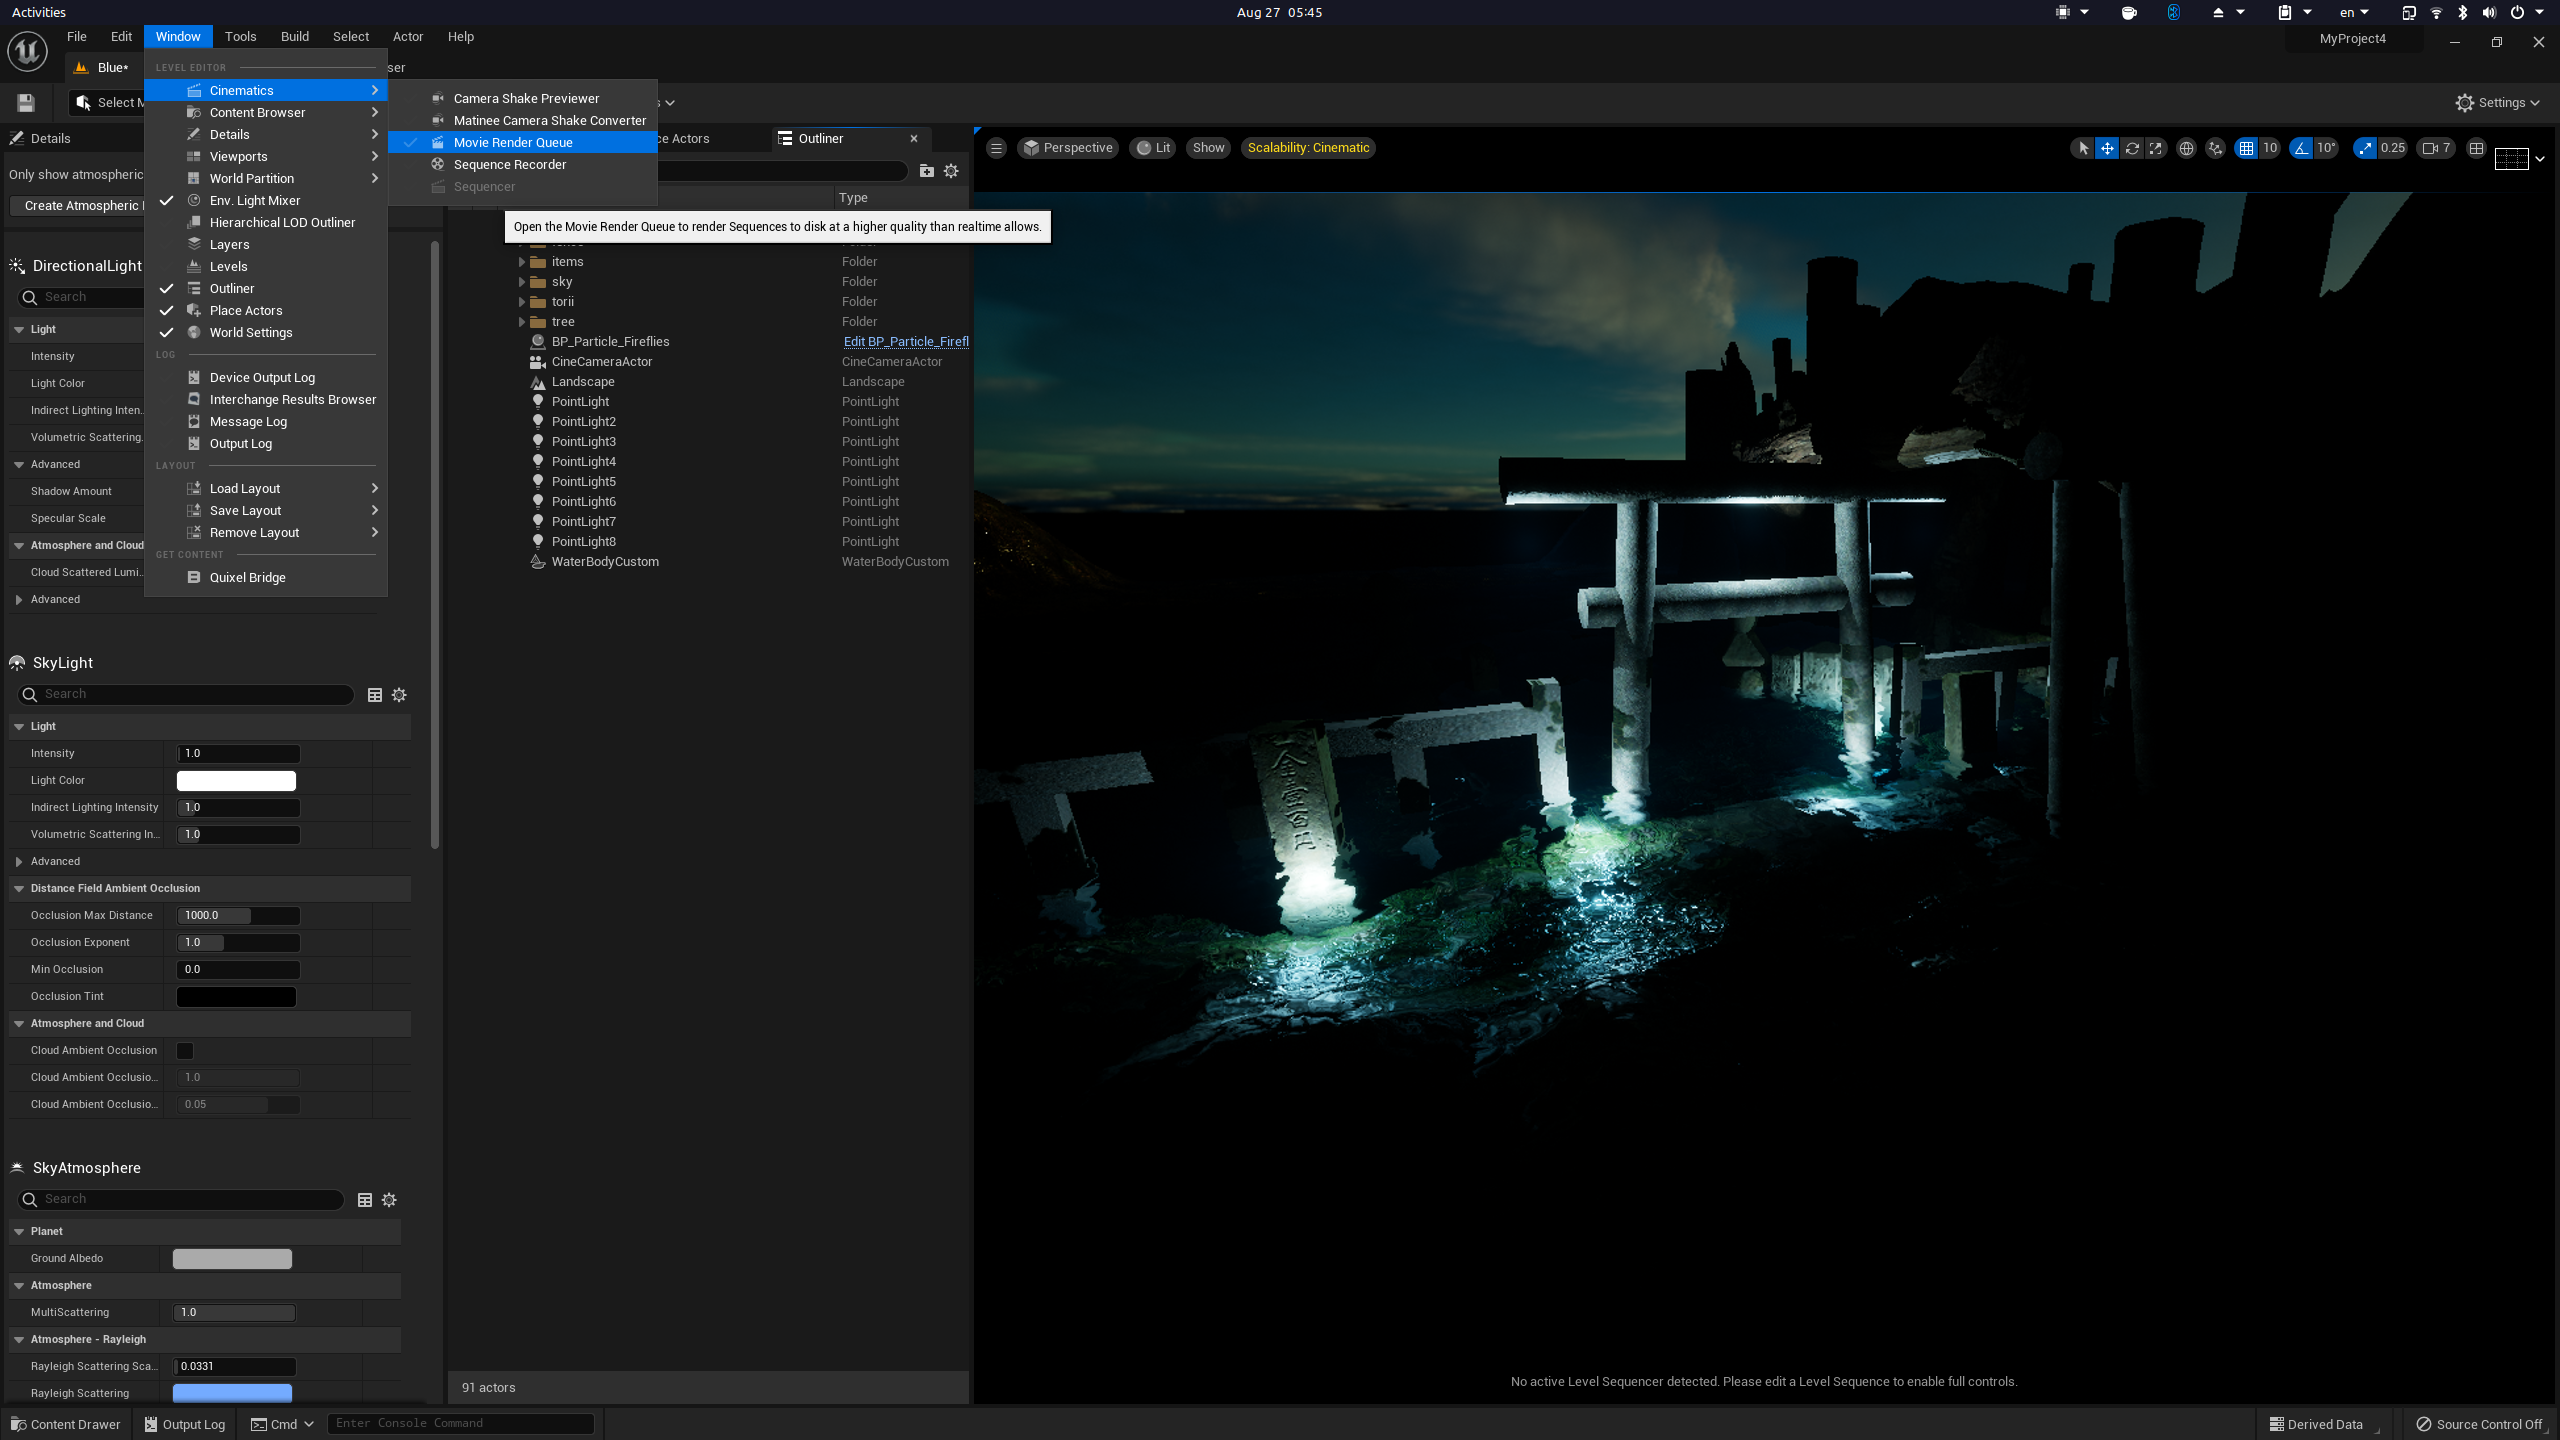 Activities
Aug 27 05:45
en
File Edit Window Tools Build Select Actor Help
MyProject4
Blue*
ser
Select M
Settings
LEVEL EDITOR
Cinematics
Content Browser
Details
Viewports
World Partition
Env. Light Mixer
Hierarchical LOD Outliner
Layers
Levels
Outliner
Place Actors
World Settings
LOG
Device Output Log
Interchange Results Browser
Message Log
Output Log
LAYOUT
Load Layout
Save Layout
Remove Layout
GET CONTENT
Quixel Bridge
Camera Shake Previewer
Matinee Camera Shake Converter
Movie Render Queue
Sequence Recorder
Sequencer
Open the Movie Render Queue to render Sequences to disk at a higher quality than realtime allows.
Details
Only show atmospheric
Create Atmospheric
DirectionalLight
Search
Light
Intensity
Light Color
Indirect Lighting Inten...
Volumetric Scattering...
Advanced
Shadow Amount
Specular Scale
Atmosphere and Cloud
Cloud Scattered Lumi...
Advanced
SkyLight
Search
Light
Intensity 1.0
Light Color
Indirect Lighting Intensity 1.0
Volumetric Scattering In... 1.0
Advanced
Distance Field Ambient Occlusion
Occlusion Max Distance 1000.0
Occlusion Exponent 1.0
Min Occlusion 0.0
Occlusion Tint
Atmosphere and Cloud
Cloud Ambient Occlusion
Cloud Ambient Occlusio... 1.0
Cloud Ambient Occlusio... 0.05
SkyAtmosphere
Search
Planet
Ground Albedo
Atmosphere
MultiScattering 1.0
Atmosphere - Rayleigh
Rayleigh Scattering Sca... 0.0331
Rayleigh Scattering
ce Actors
Outliner
Type
items Folder
sky Folder
torii Folder
tree Folder
BP_Particle_Fireflies Edit BP_Particle_Firefl
CineCameraActor CineCameraActor
Landscape Landscape
PointLight PointLight
PointLight2 PointLight
PointLight3 PointLight
PointLight4 PointLight
PointLight5 PointLight
PointLight6 PointLight
PointLight7 PointLight
PointLight8 PointLight
WaterBodyCustom WaterBodyCustom
91 actors
Perspective Lit Show Scalability: Cinematic
10 10° 0.25 7
金壹百円
No active Level Sequencer detected. Please edit a Level Sequence to enable full controls.
Content Drawer Output Log Cmd Enter Console Command
Derived Data Source Control Off